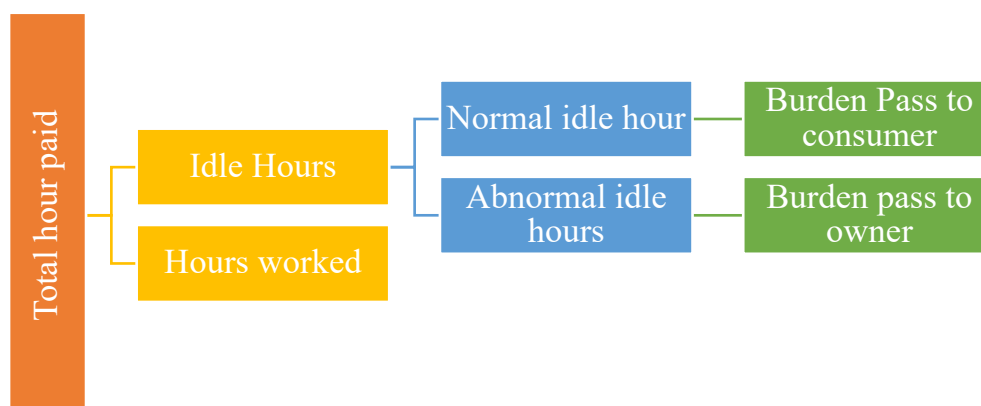 Total hour paid
Idle Hours
Hours worked
Normal idle hour
Abnormal idle
hours
Burden Pass to
consumer
Burden pass to
owner